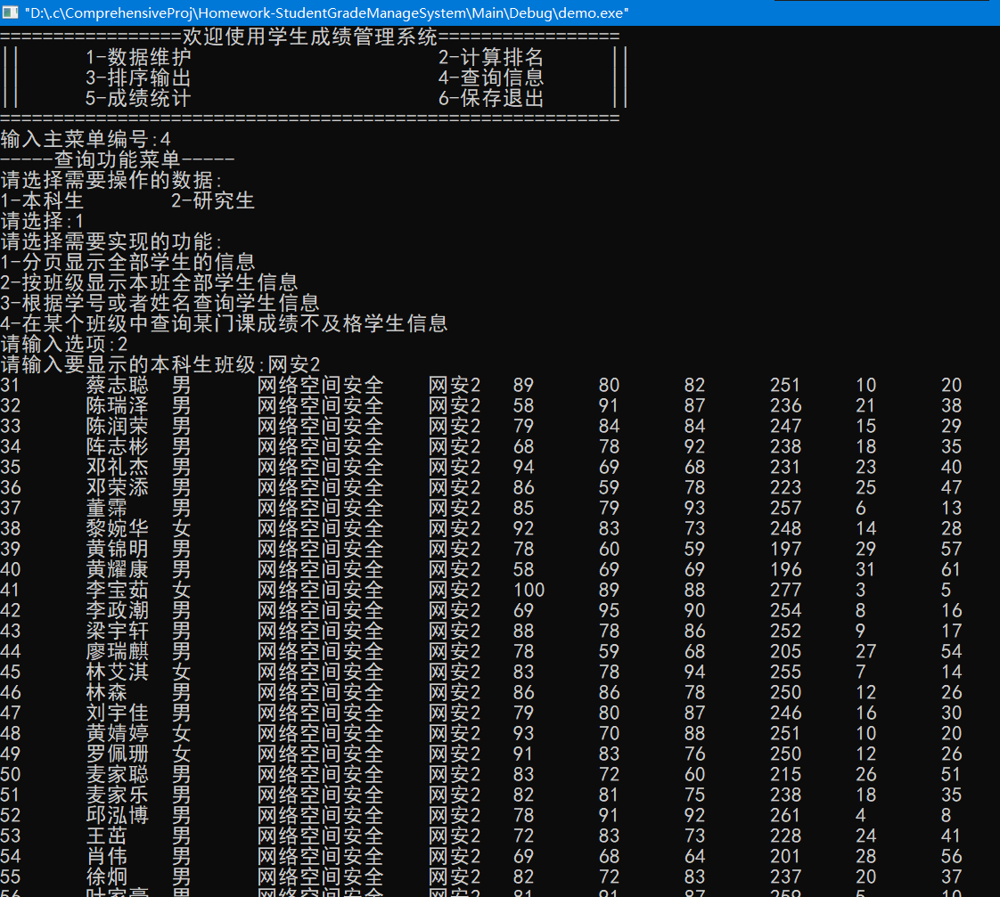 "D:\.c\ComprehensiveProj\Homework-StudentGradeManageSystem\Main\Debug\demo.exe"
=================欢迎使用学生成绩管理系统=================
|| 1-数据维护 2-计算排名 ||
|| 3-排序输出 4-查询信息 ||
|| 5-成绩统计 6-保存退出 ||
==========================================================
输入主菜单编号:4
-----查询功能菜单-----
请选择需要操作的数据:
1-本科生 2-研究生
请选择:1
请选择需要实现的功能:
1-分页显示全部学生的信息
2-按班级显示本班全部学生信息
3-根据学号或者姓名查询学生信息
4-在某个班级中查询某门课成绩不及格学生信息
请输入选项:2
请输入要显示的本科生班级:网安2
31 蔡志聪 男 网络空间安全 网安2 89 80 82 251 10 20
32 陈瑞泽 男 网络空间安全 网安2 58 91 87 236 21 38
33 陈润荣 男 网络空间安全 网安2 79 84 84 247 15 29
34 阵志彬 男 网络空间安全 网安2 68 78 92 238 18 35
35 邓礼杰 男 网络空间安全 网安2 94 69 68 231 23 40
36 邓荣添 男 网络空间安全 网安2 86 59 78 223 25 47
37 董霈 男 网络空间安全 网安2 85 79 93 257 6 13
38 黎婉华 女 网络空间安全 网安2 92 83 73 248 14 28
39 黄锦明 男 网络空间安全 网安2 78 60 59 197 29 57
40 黄耀康 男 网络空间安全 网安2 58 69 69 196 31 61
41 李宝茹 女 网络空间安全 网安2 100 89 88 277 3 5
42 李政潮 男 网络空间安全 网安2 69 95 90 254 8 16
43 梁宇轩 男 网络空间安全 网安2 88 78 86 252 9 17
44 廖瑞麒 男 网络空间安全 网安2 78 59 68 205 27 54
45 林艾淇 女 网络空间安全 网安2 83 78 94 255 7 14
46 林森 男 网络空间安全 网安2 86 86 78 250 12 26
47 刘宇佳 男 网络空间安全 网安2 79 80 87 246 16 30
48 黄婧婷 女 网络空间安全 网安2 93 70 88 251 10 20
49 罗佩珊 女 网络空间安全 网安2 91 83 76 250 12 26
50 麦家聪 男 网络空间安全 网安2 83 72 60 215 26 51
51 麦家乐 男 网络空间安全 网安2 82 81 75 238 18 35
52 邱泓博 男 网络空间安全 网安2 78 91 92 261 4 8
53 王茁 男 网络空间安全 网安2 72 83 73 228 24 41
54 肖伟 男 网络空间安全 网安2 69 68 64 201 28 56
55 徐炯 男 网络空间安全 网安2 82 72 83 237 20 37
56 男 网络空间安全 网安2 81 91 87 259 5 10